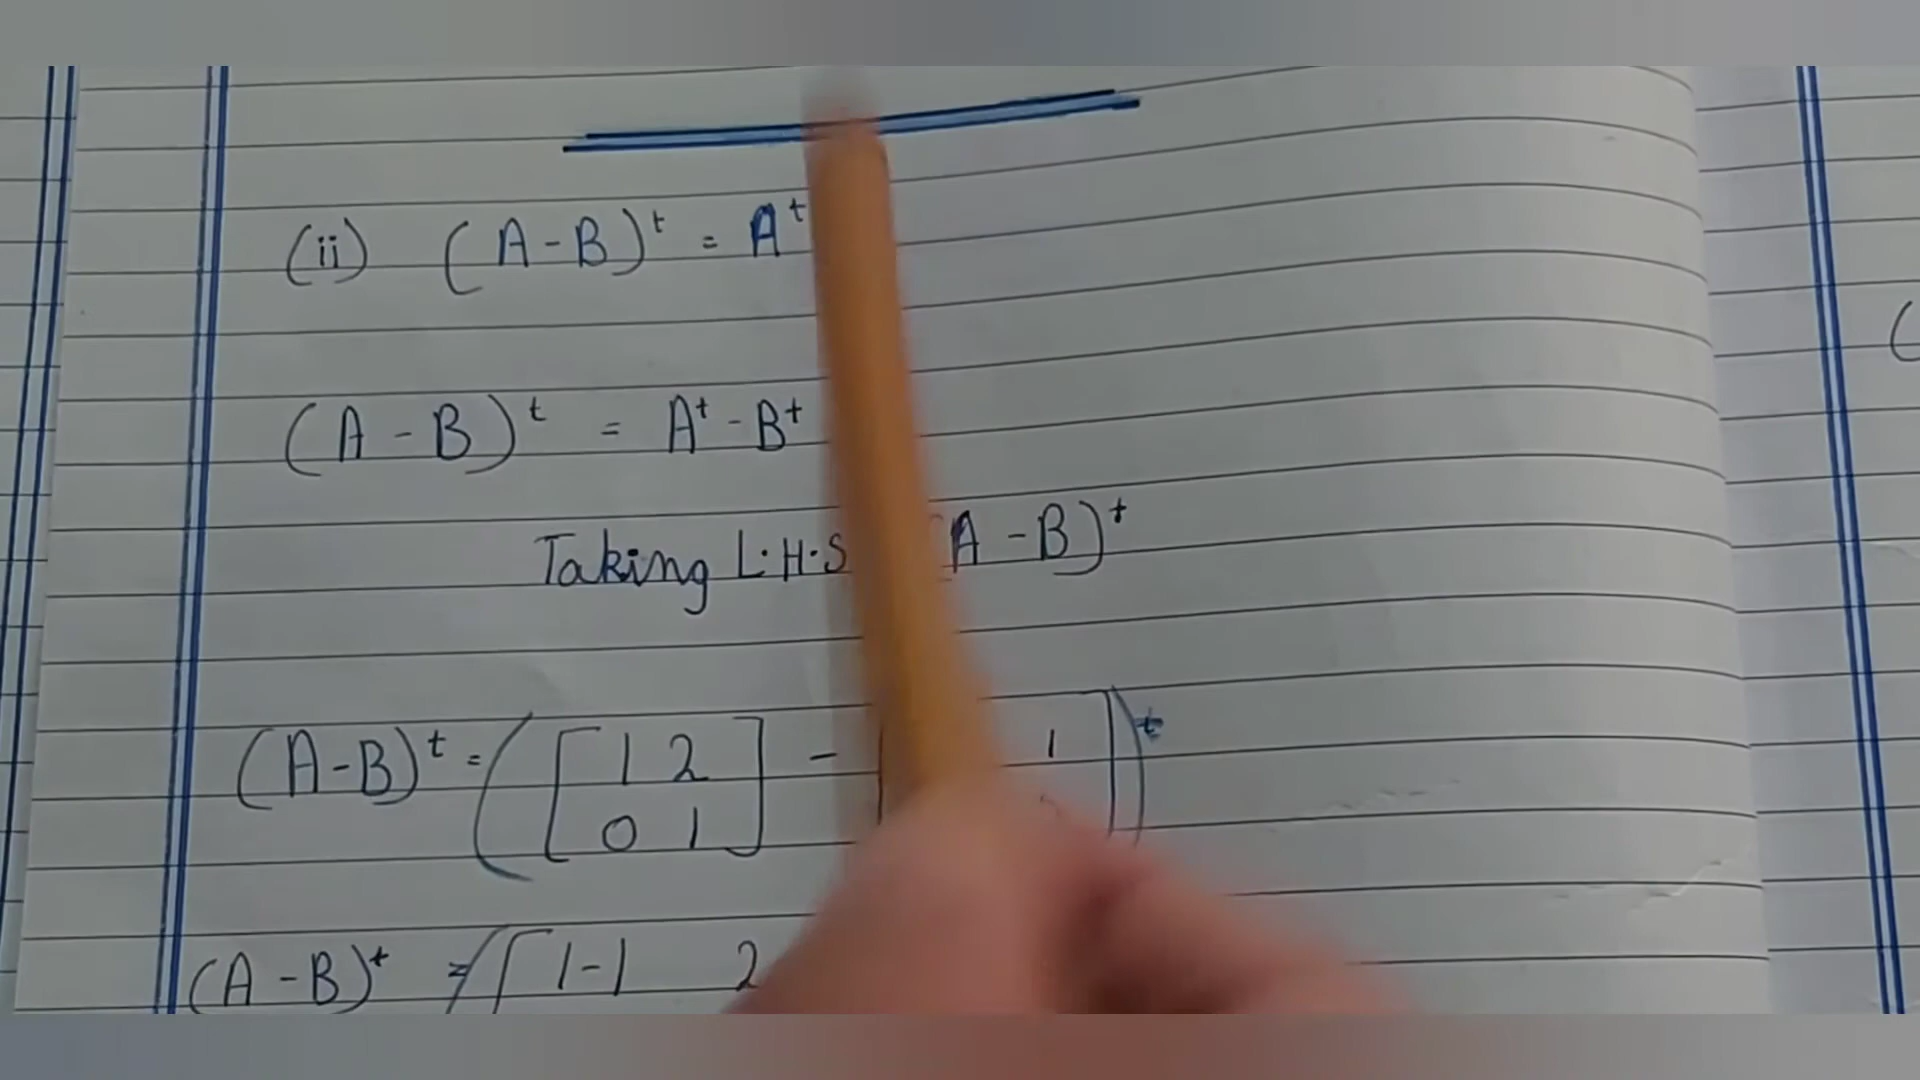 (ii) (A-B)ᵗ = Aᵗ
(A - B)ᵗ = Aᵗ - Bᵗ
Taking L.H.S (A - B)ᵗ
(A-B)ᵗ = ([1 2] - [ 1])ᵗ
0 1
(A - B)ᵗ = [1-1 2
(